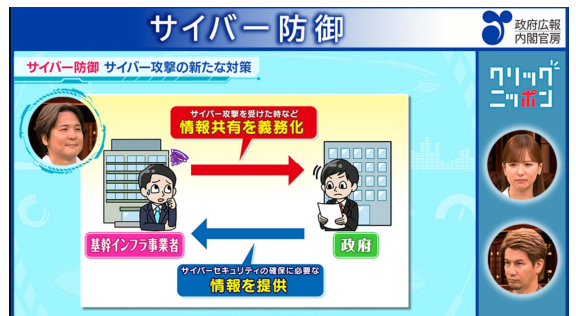 サイバー防御
政府広報
内閣官房
サイバー防御 サイバー攻撃の新たな対策
クリック
ニッポン
サイバー攻撃を受けた時など
情報共有を義務化
基幹インフラ事業者
政府
サイバーセキュリティの確保に必要な
情報を提供